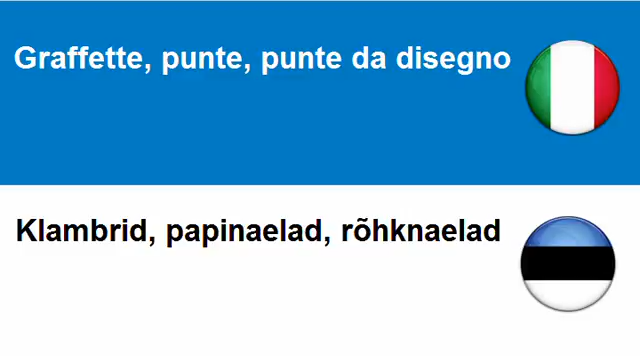 Graffette, punte, punte da disegno
Klambrid, papinaelad, rõhknaelad